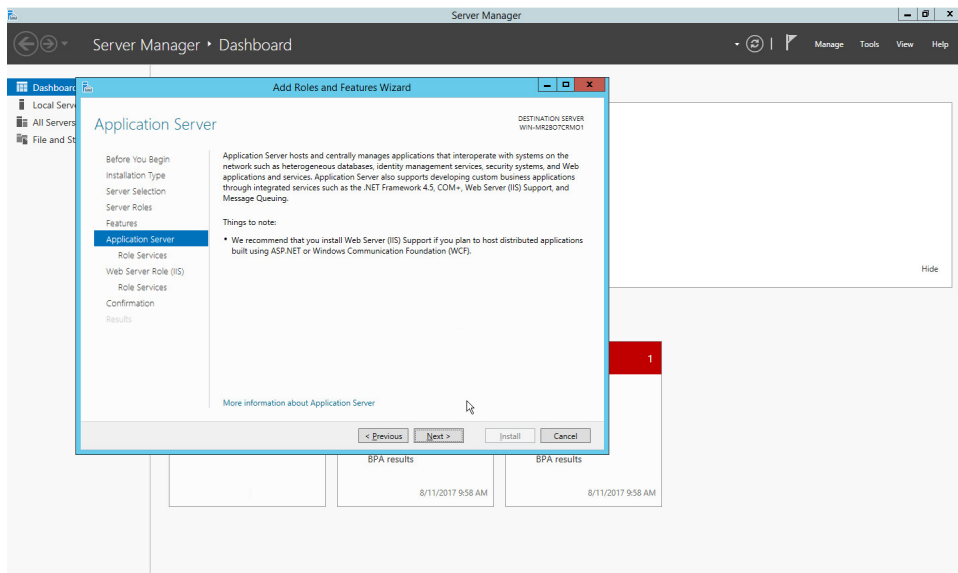 Server Manager
Server Manager ‣ Dashboard
Manage Tools View Help
Dashboard
Local Serve
All Servers
File and St
Add Roles and Features Wizard
Application Server
DESTINATION SERVER
WIN-MR2BO7CRMO1
Before You Begin
Installation Type
Server Selection
Server Roles
Features
Application Server
Role Services
Web Server Role (IIS)
Role Services
Confirmation
Results
Application Server hosts and centrally manages applications that interoperate with systems on the
network such as heterogeneous databases, identity management services, security systems, and Web
applications and services. Application Server also supports developing custom business applications
through integrated services such as the .NET Framework 4.5, COM+, Web Server (IIS) Support, and
Message Queuing.
Things to note:
• We recommend that you install Web Server (IIS) Support if you plan to host distributed applications
built using ASP.NET or Windows Communication Foundation (WCF).
More information about Application Server
< Previous Next > Install Cancel
Hide
1
BPA results
BPA results
8/11/2017 9:58 AM
8/11/2017 9:58 AM